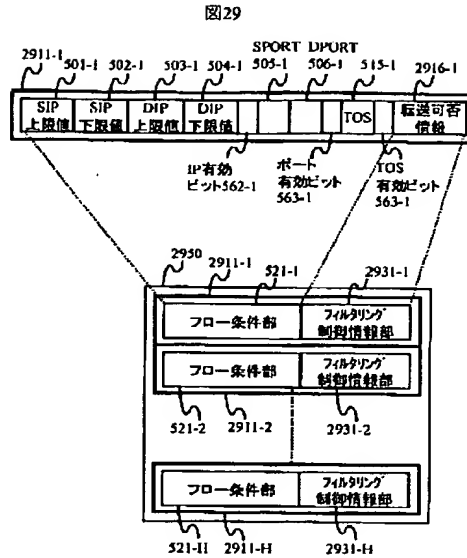 図29
SPORT DPORT
2911-1
501-1 502-1 503-1 504-1 505-1 506-1 515-1 2916-1
SIP 上限値
SIP 下限値
DIP 上限値
DIP 下限値
TOS
転送可否 情報
IP有効 ビット562-1
ポート 有効ビット 563-1
TOS 有効ビット 563-1
2950
2911-1
521-1
2931-1
フロー条件部
フィルタリング 制御情報部
フロー条件部
フィルタリング 制御情報部
521-2
2911-2
2931-2
フロー条件部
フィルタリング 制御情報部
521-H
2911-H
2931-H